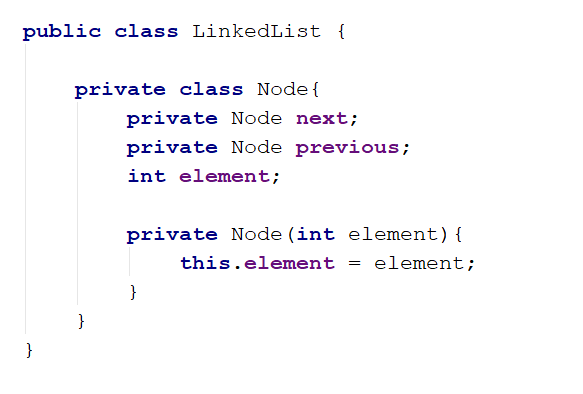 public class LinkedList {
private class Node{
private Node next;
private Node previous;
int element;
private Node(int element){
this.element = element;
}
}
}